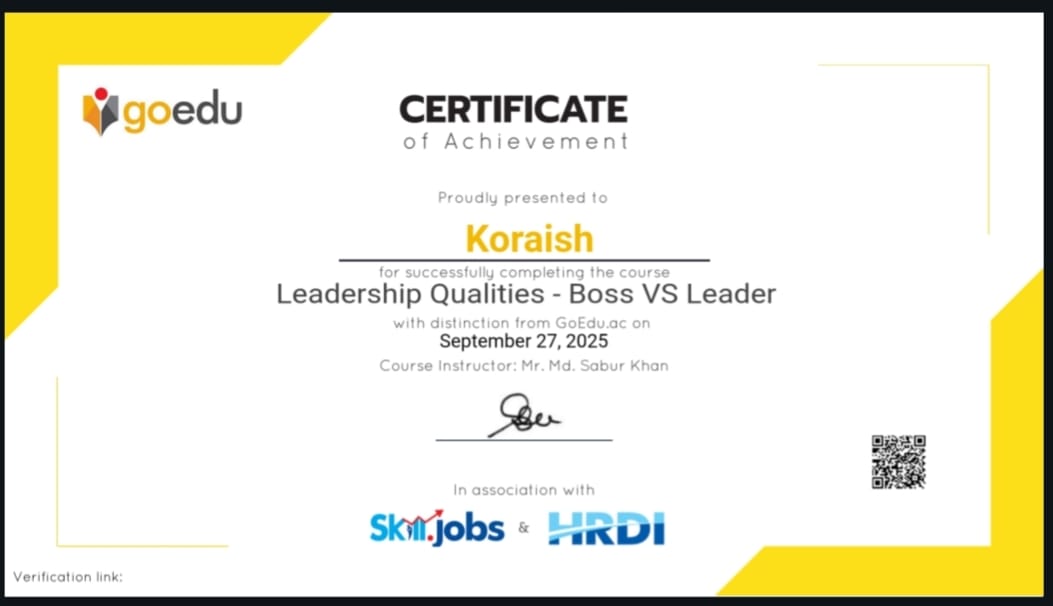 goedu
CERTIFICATE
of Achievement
Proudly presented to
Koraish
for successfully completing the course
Leadership Qualities - Boss VS Leader
with distinction from GoEdu.ac on
September 27, 2025
Course Instructor: Mr. Md. Sabur Khan
In association with
Skill.jobs & HRDI
Verification link: